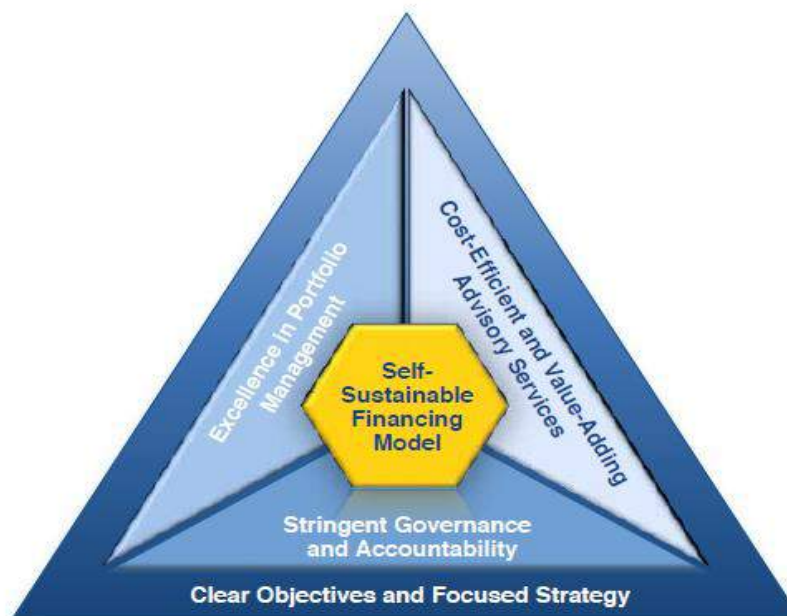 Excellence in Portfolio
Management
Cost-Efficient and Value-Adding
Advisory Services
Self-
Sustainable
Financing
Model
Stringent Governance
and Accountability
Clear Objectives and Focused Strategy